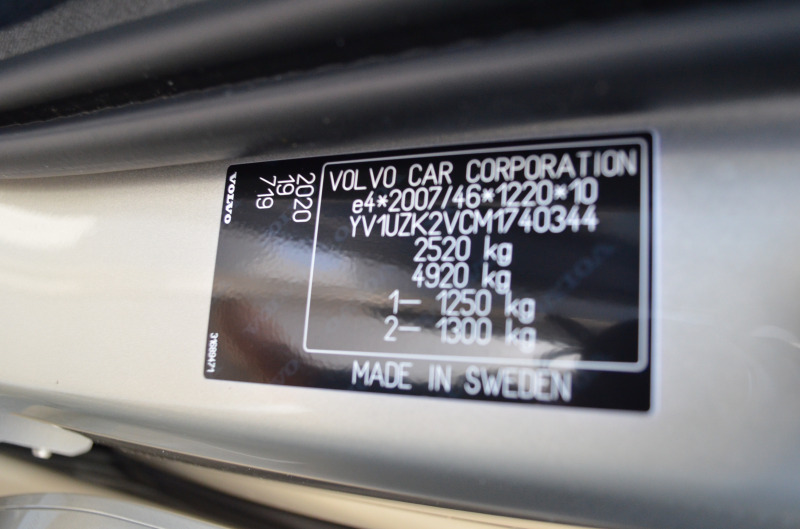 VOLVO
2020
19
719
31689471
VOLVO CAR CORPORATION
e4*2007/46*1220*10
YV1UZK2VCM1740344
2520 kg
4920 kg
1— 1250 kg
2— 1300 kg
MADE IN SWEDEN